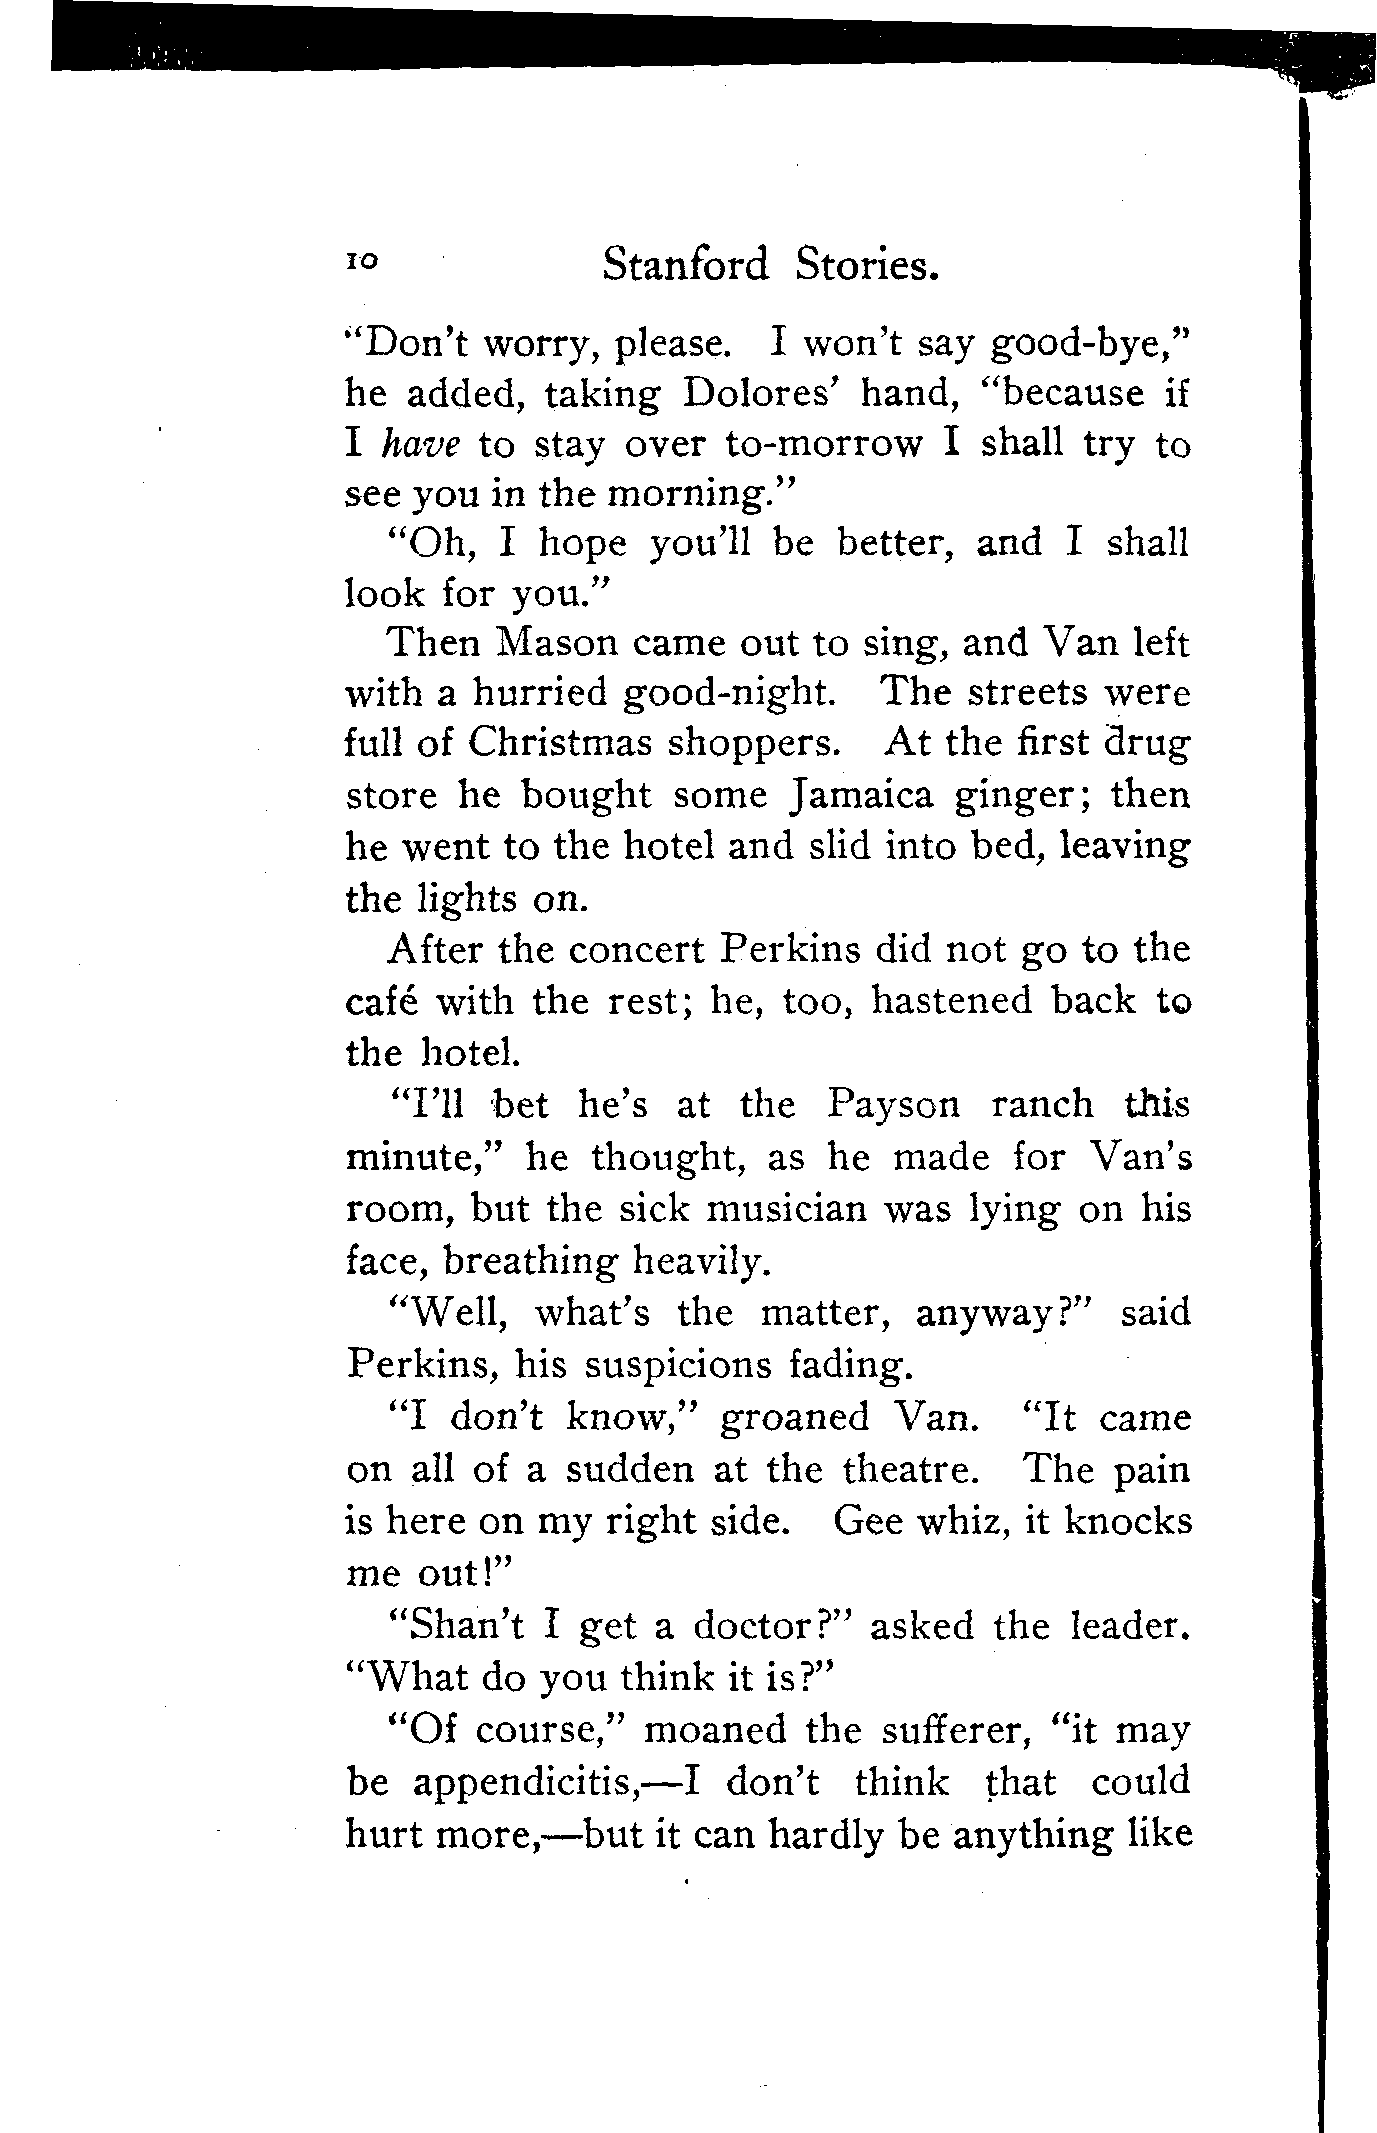 10 Stanford Stories.
"Don't worry, please. I won't say good-bye,"
he added, taking Dolores' hand, "because if
I have to stay over to-morrow I shall try to
see you in the morning."
"Oh, I hope you'll be better, and I shall
look for you."
Then Mason came out to sing, and Van left
with a hurried good-night. The streets were
full of Christmas shoppers. At the first drug
store he bought some Jamaica ginger; then
he went to the hotel and slid into bed, leaving
the lights on.
After the concert Perkins did not go to the
café with the rest; he, too, hastened back to
the hotel.
"I'll bet he's at the Payson ranch this
minute," he thought, as he made for Van's
room, but the sick musician was lying on his
face, breathing heavily.
"Well, what's the matter, anyway?" said
Perkins, his suspicions fading.
"I don't know," groaned Van. "It came
on all of a sudden at the theatre. The pain
is here on my right side. Gee whiz, it knocks
me out!"
"Shan't I get a doctor?" asked the leader.
"What do you think it is?"
"Of course," moaned the sufferer, "it may
be appendicitis,—I don't think that could
hurt more,—but it can hardly be anything like